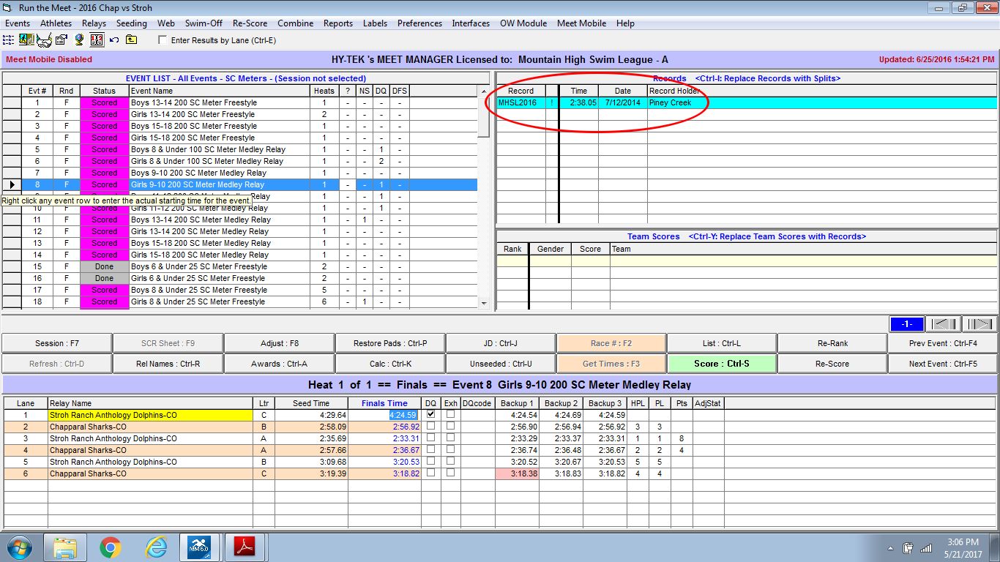 Run the Meet - 2016 Chap vs Stroh
Events Athletes Relays Seeding Web Swim-Off Re-Score Combine Reports Labels Preferences Interfaces OW Module Meet Mobile Help
Enter Results by Lane (Ctrl-E)
Meet Mobile Disabled HY-TEK 's MEET MANAGER Licensed to: Mountain High Swim League - A Updated: 6/25/2016 1:54:21 PM
EVENT LIST - All Events - SC Meters - (Session not selected)
Evt # Rnd Status Event Name Heats ? NS DQ DFS
1 F Scored Boys 13-14 200 SC Meter Freestyle 1 - - - -
2 F Scored Girls 13-14 200 SC Meter Freestyle 2 - - - -
3 F Scored Boys 15-18 200 SC Meter Freestyle 1 - - - -
4 F Scored Girls 15-18 200 SC Meter Freestyle 1 - - - -
5 F Scored Boys 8 & Under 100 SC Meter Medley Relay 1 - - 1 -
6 F Scored Girls 8 & Under 100 SC Meter Medley Relay 1 - - 2 -
7 F Scored Boys 9-10 200 SC Meter Medley Relay 1 - - - -
8 F Scored Girls 9-10 200 SC Meter Medley Relay 1 - - 1 -
Right click any event row to enter the actual starting time for the event. Relay 1 - - 1 -
10 F Scored Girls 11-12 200 SC Meter Medley Relay 1 - - 1 -
11 F Scored Boys 13-14 200 SC Meter Medley Relay 1 - 1 - -
12 F Scored Girls 13-14 200 SC Meter Medley Relay 1 - - - -
13 F Scored Boys 15-18 200 SC Meter Medley Relay 1 - - - -
14 F Scored Girls 15-18 200 SC Meter Medley Relay 1 - - - -
15 F Done Boys 6 & Under 25 SC Meter Freestyle 2 - - - -
16 F Done Girls 6 & Under 25 SC Meter Freestyle 2 - - - -
17 F Scored Boys 8 & Under 25 SC Meter Freestyle 5 - - - -
18 F Scored Girls 8 & Under 25 SC Meter Freestyle 6 - 1 - -
Records <Ctrl-I: Replace Records with Splits>
Record Time Date Record Holder
MHSL2016 ! 2:38.05 7/12/2014 Piney Creek
Team Scores <Ctrl-Y: Replace Team Scores with Records>
Rank Gender Score Team
-1-
Session : F7 SCR Sheet : F9 Adjust : F8 Restore Pads : Ctrl-P JD : Ctrl-J Race # : F2 List : Ctrl-L Re-Rank Prev Event : Ctrl-F4
Refresh : Ctrl-D Rel Names : Ctrl-R Awards : Ctrl-A Calc : Ctrl-K Unseeded : Ctrl-U Get Times : F3 Score : Ctrl-S Re-Score Next Event : Ctrl-F5
Heat 1 of 1 == Finals == Event 8 Girls 9-10 200 SC Meter Medley Relay
Lane Relay Name Ltr Seed Time Finals Time DQ Exh DQcode Backup 1 Backup 2 Backup 3 HPL PL Pts AdjStat
1 Stroh Ranch Anthology Dolphins-CO C 4:29.64 4:24.59 4:24.54 4:24.69 4:24.59
2 Chapparal Sharks-CO B 2:58.09 2:56.92 2:56.90 2:56.94 2:56.92 3 3
3 Stroh Ranch Anthology Dolphins-CO A 2:35.69 2:33.31 2:33.29 2:33.37 2:33.31 1 1 8
4 Chapparal Sharks-CO A 2:57.66 2:36.67 2:36.74 2:36.48 2:36.67 2 2 4
5 Stroh Ranch Anthology Dolphins-CO B 3:09.68 3:20.53 3:20.52 3:20.67 3:20.53 5 5
6 Chapparal Sharks-CO C 3:19.39 3:18.82 3:18.38 3:18.83 3:18.82 4 4
MM 6.0
3:06 PM
5/21/2017